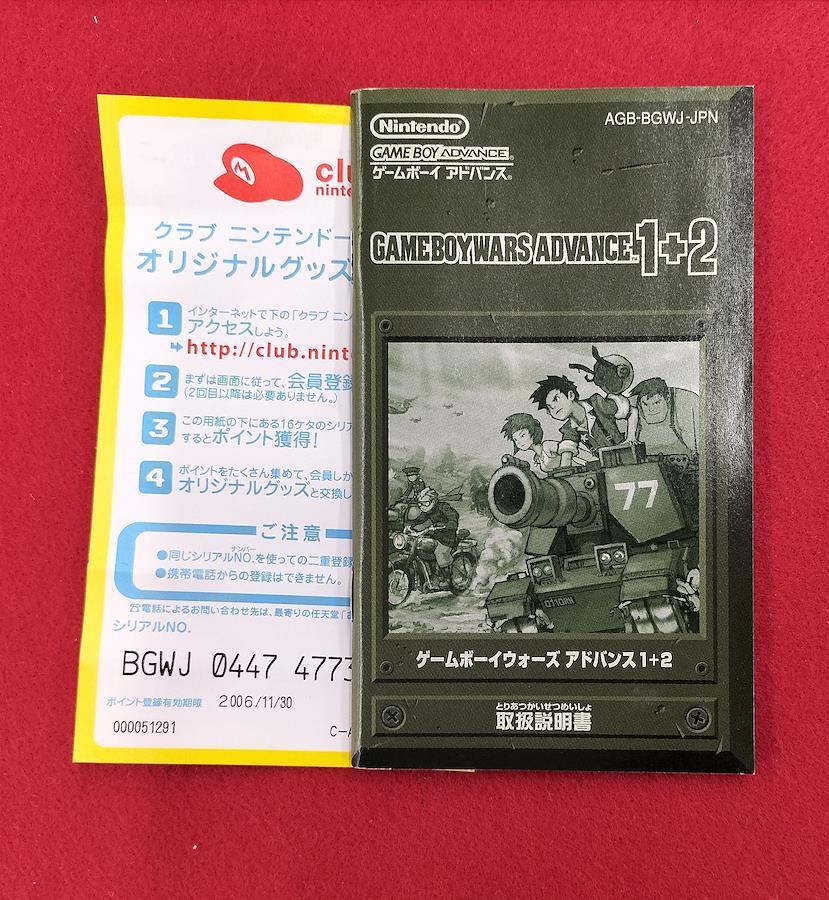 club
ninte
クラブ ニンテンドー
オリジナルグッズ
1 インターネットで下の「クラブ ニン
アクセスしよう。
➡http://club.ninte
2 まずは画面に従って、会員登録
(2回目以降は必要ありません。)
3 この用紙の下にある16ケタのシリア
するとポイント獲得!
4 ポイントをたくさん集めて、会員しか
オリジナルグッズと交換し
ご注意
ナンバー
●同じシリアルNO.を使っての二重登録
●携帯電話からの登録はできません。
☎電話によるお問い合わせ先は、最寄りの任天堂「お
シリアルNO.
BGWJ 0447 4773
ポイント登録有効期限 2006/11/30
000051291 C-A
Nintendo
AGB-BGWJ-JPN
GAME BOY ADVANCE
ゲームボーイ アドバンス
GAMEBOYWARS ADVANCE 1+2
77
ゲームボーイウォーズ アドバンス1+2
とりあつかいせつめいしょ
取扱説明書